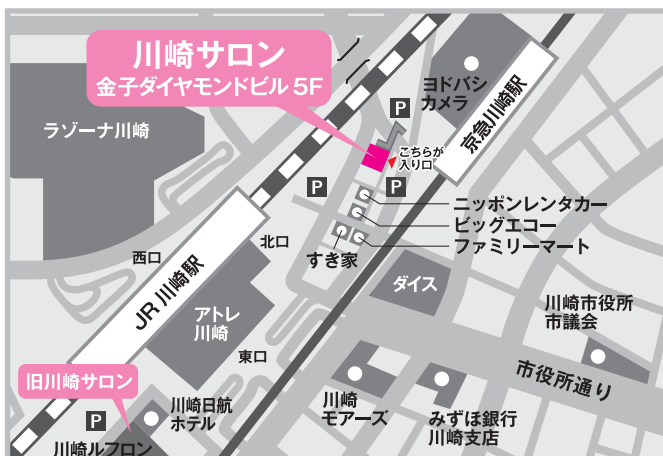 川崎サロン
金子ダイヤモンドビル 5F
ヨドバシ
カメラ
京急川崎駅
ラゾーナ川崎
P
こちらが
入り口
P
P
ニッポンレンタカー
ビッグエコー
ファミリーマート
すき家
西口
北口
JR 川崎駅
アトレ
川崎
東口
ダイス
川崎市役所
市議会
市役所通り
旧川崎サロン
P
川崎日航
ホテル
川崎ルフロン
川崎
モアーズ
みずほ銀行
川崎支店